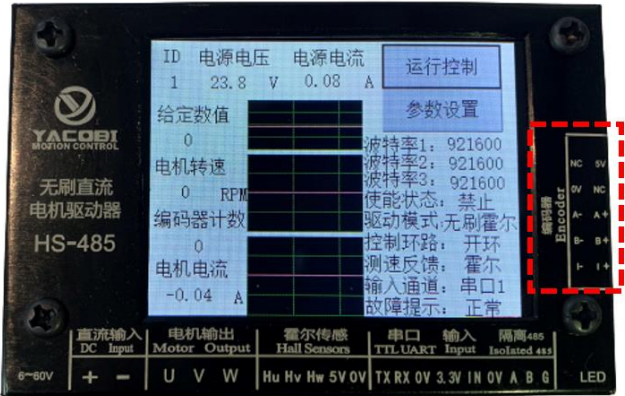 ID 电源电压 电源电流 运行控制
1 23.8 V 0.08 A
参数设置
给定数值
0
电机转速
0 RPM
编码器计数
0
电机电流
-0.04 A
波特率1: 921600
波特率2: 921600
波特率3: 921600
使能状态: 禁止
驱动模式:无刷霍尔
控制环路: 开环
测速反馈: 霍尔
输入通道: 串口1
故障提示: 正常
YACOBI
MOTION CONTROL
无刷直流
电机驱动器
HS-485
编码器
Encoder
NC 5V
0V NC
A- A+
B- B+
I- I+
直流输入 电机输出 霍尔传感 串口 输入 隔离485
DC Input Motor Output Hall Sensors TTLUART Input Isolated 485
6~60V + - U V W Hu Hv Hw 5V 0V TX RX 0V 3.3V IN 0V A B G LED